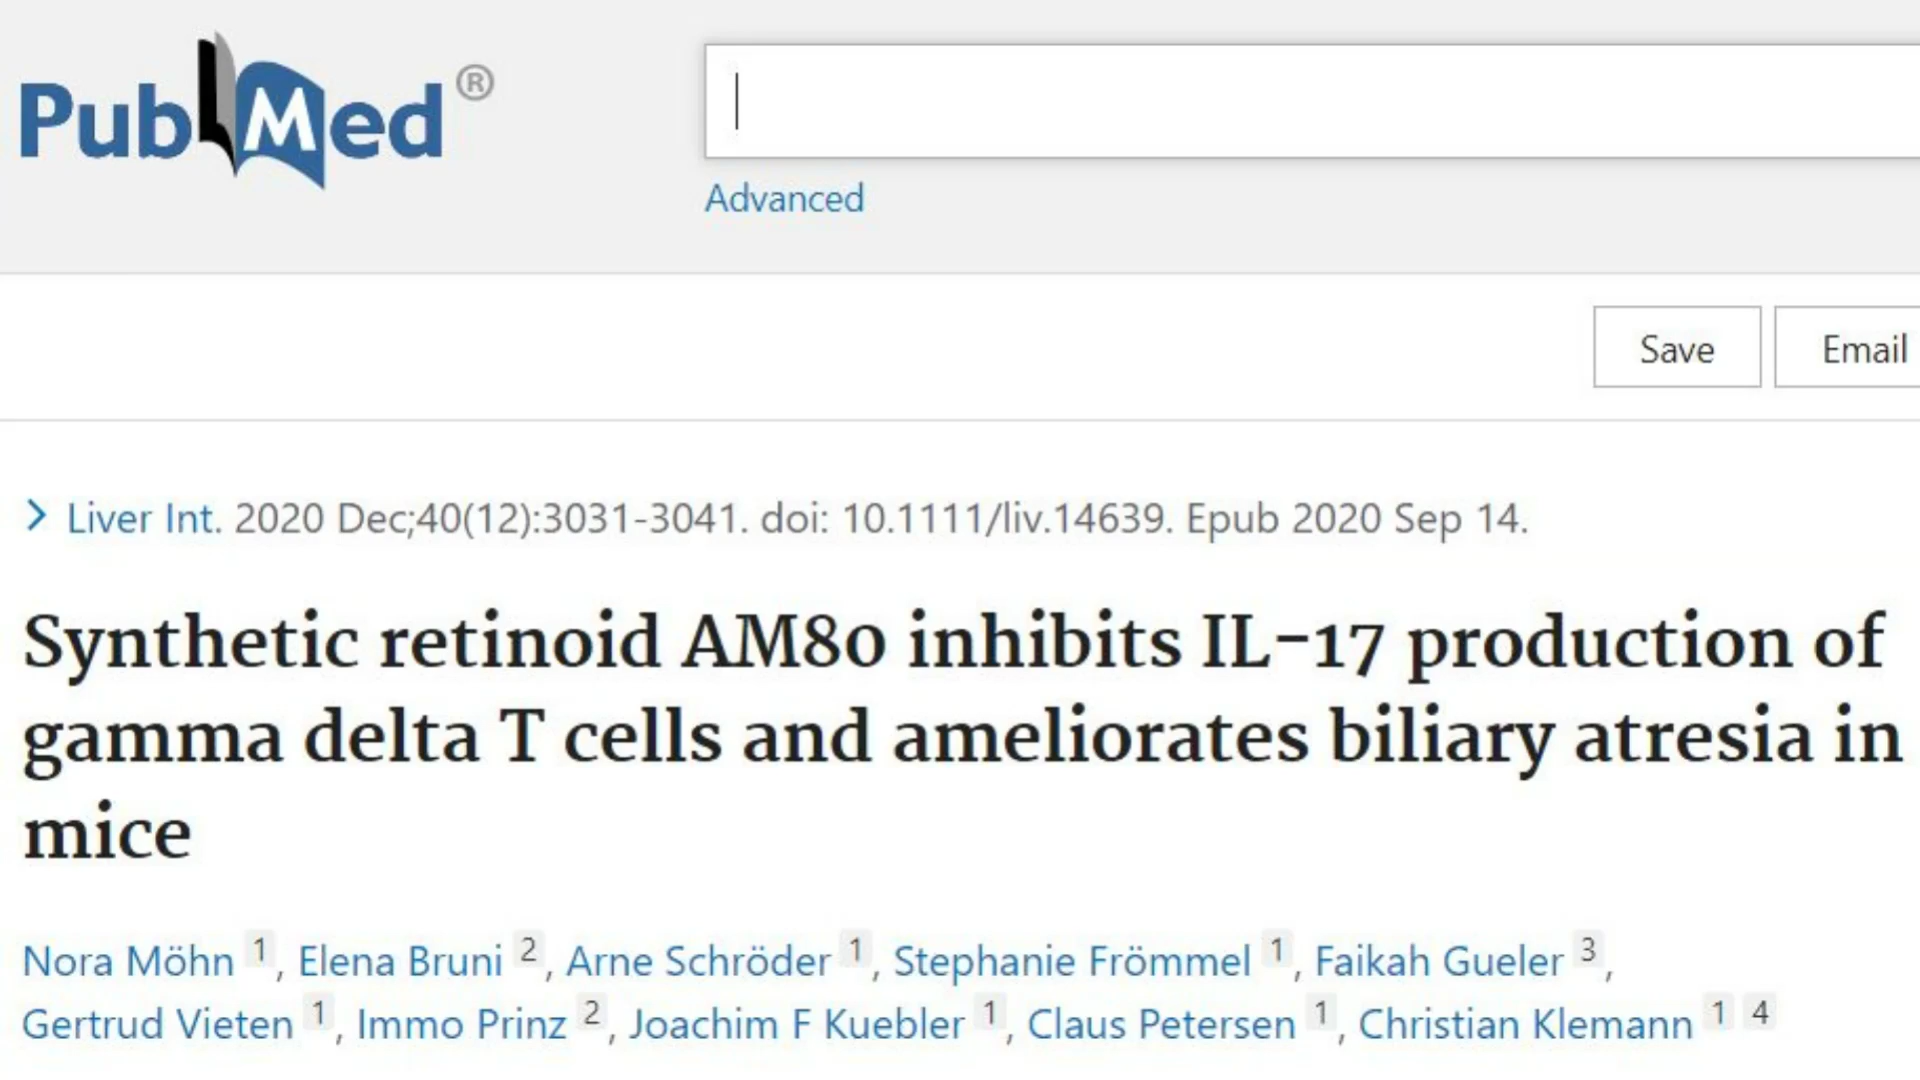 PubMed®
Advanced
Save
Email
Liver Int. 2020 Dec;40(12):3031-3041. doi: 10.1111/liv.14639. Epub 2020 Sep 14.
Synthetic retinoid AM80 inhibits IL-17 production of
gamma delta T cells and ameliorates biliary atresia in
mice
Nora Möhn 1, Elena Bruni 2, Arne Schröder 1, Stephanie Frömmel 1, Faikah Gueler 3,
Gertrud Vieten 1, Immo Prinz 2, Joachim F Kuebler 1, Claus Petersen 1, Christian Klemann 1 4